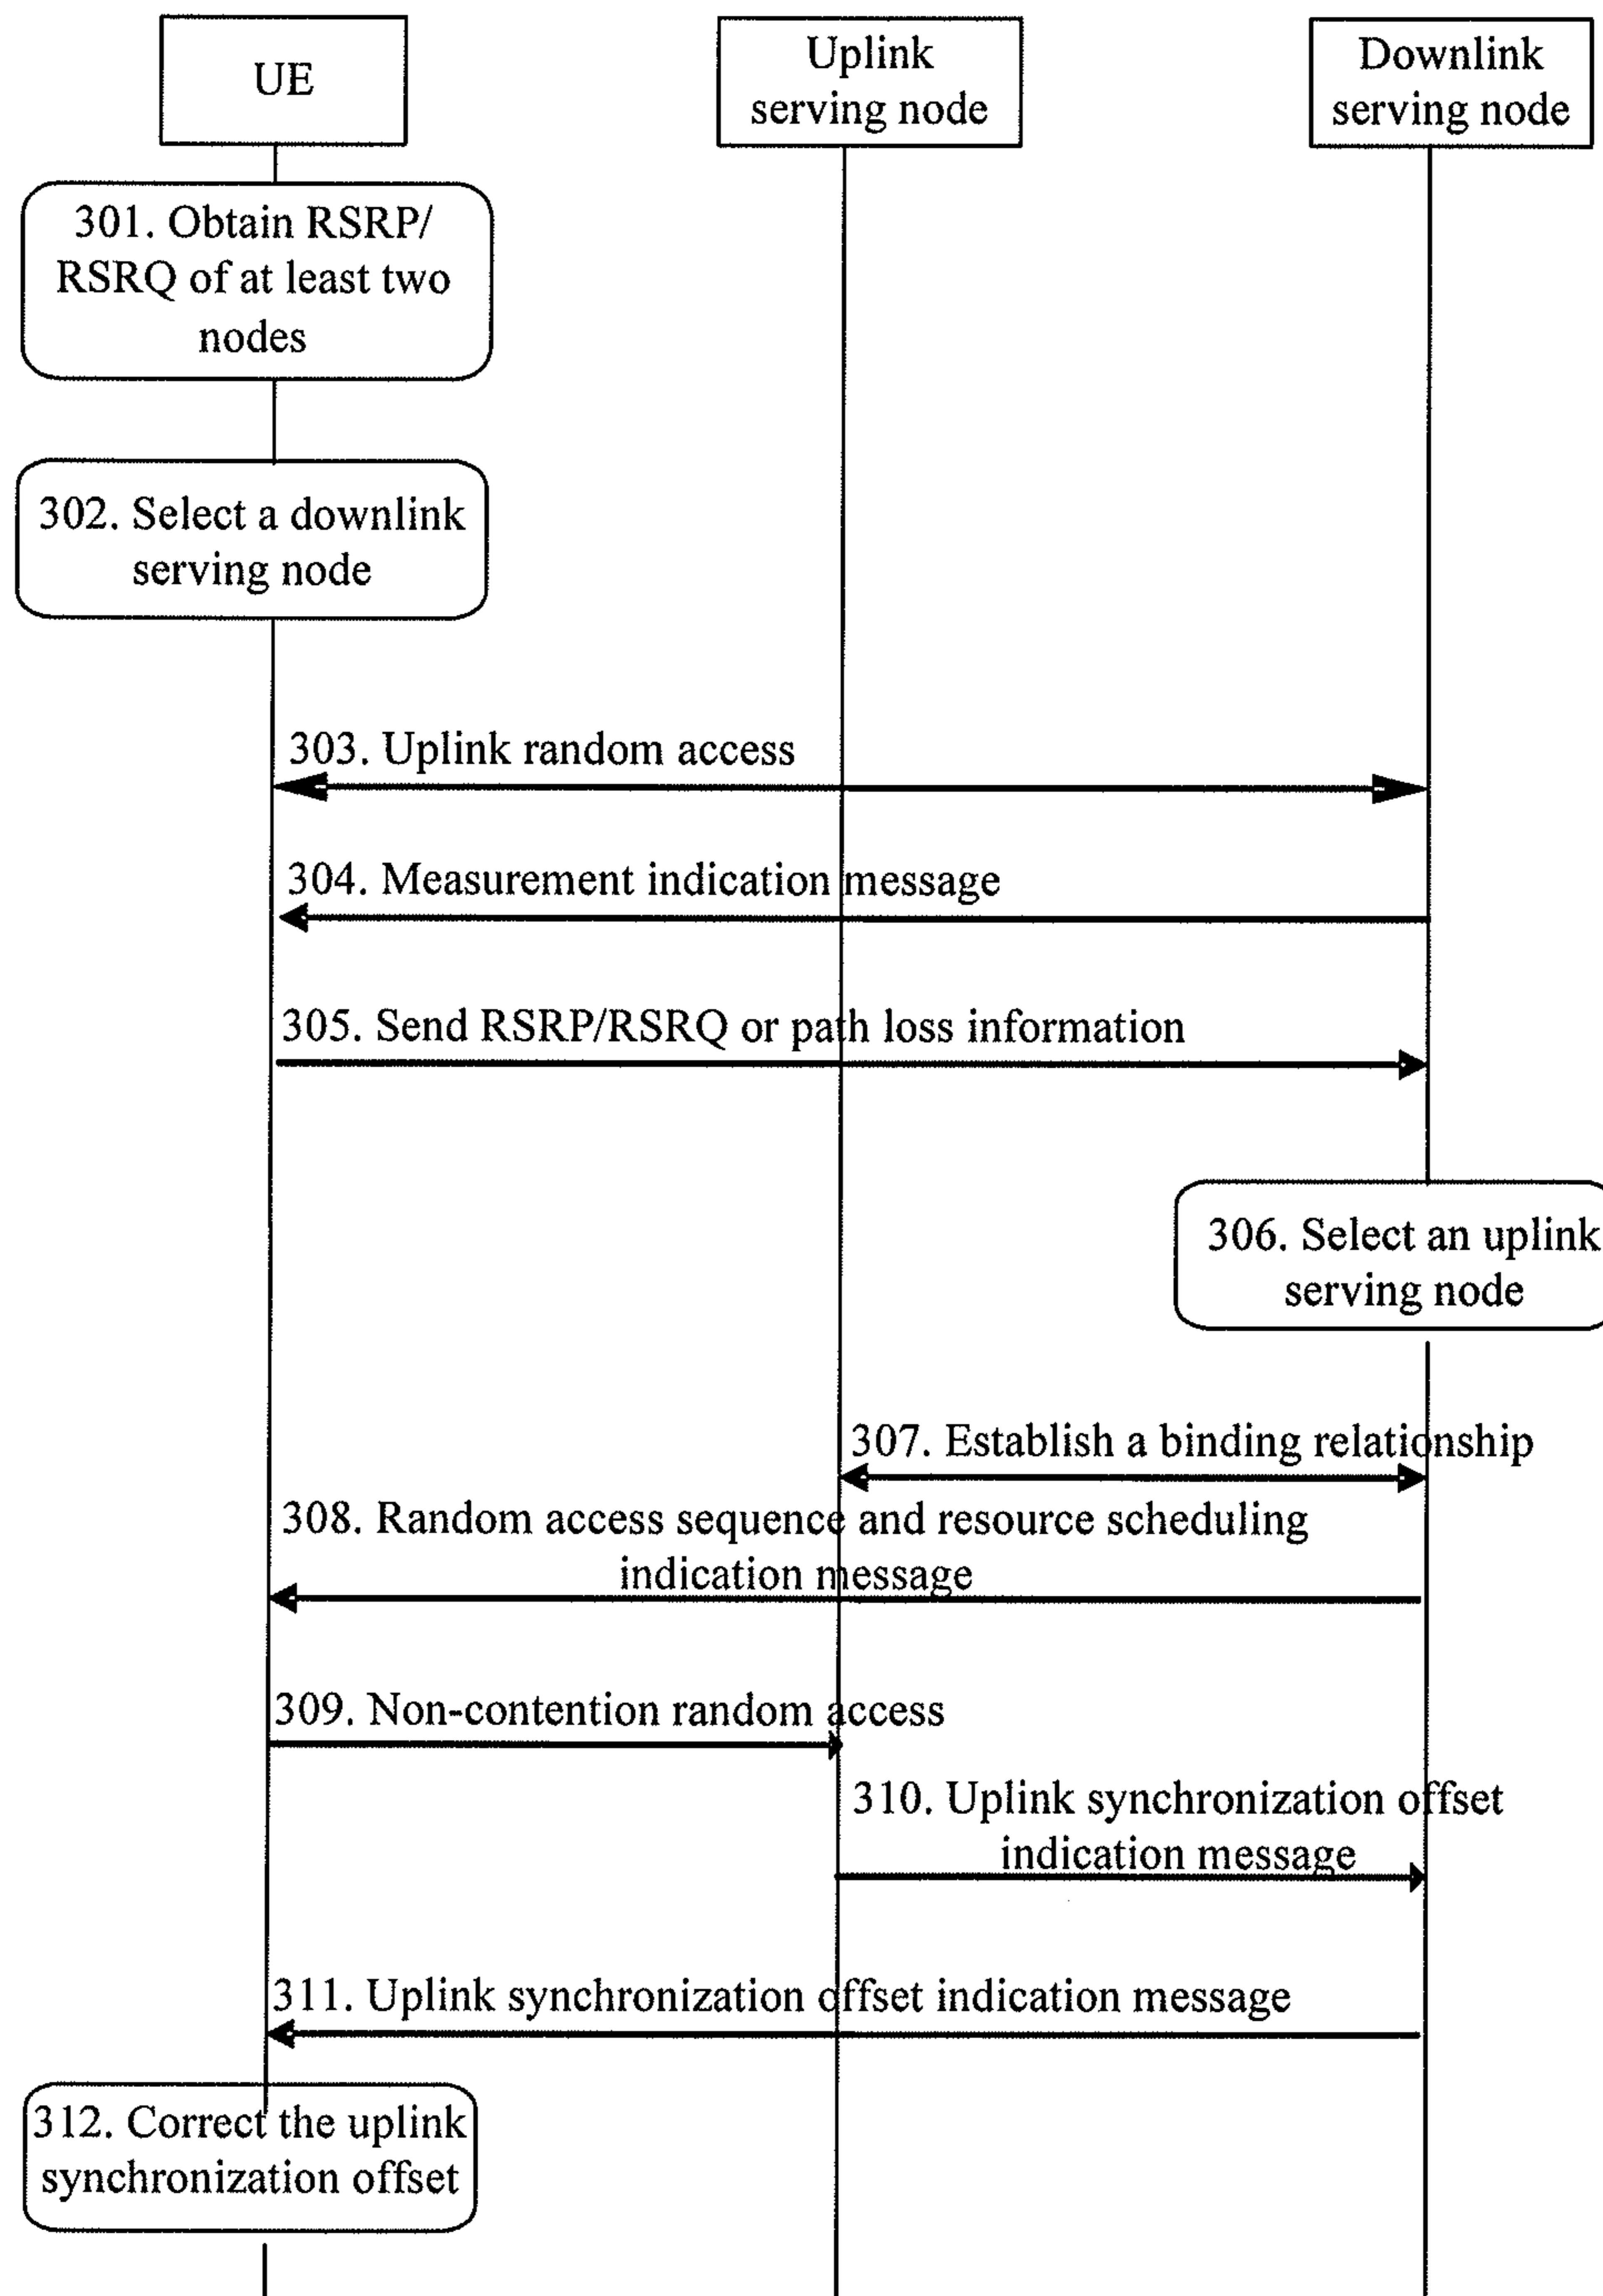 UE
Uplink
serving node
Downlink
serving node
301. Obtain RSRP/
RSRQ of at least two
nodes
302. Select a downlink
serving node
303. Uplink random access
304. Measurement indication message
305. Send RSRP/RSRQ or path loss information
306. Select an uplink
serving node
307. Establish a binding relationship
308. Random access sequence and resource scheduling
indication message
309. Non-contention random access
310. Uplink synchronization offset
indication message
311. Uplink synchronization offset indication message
312. Correct the uplink
synchronization offset